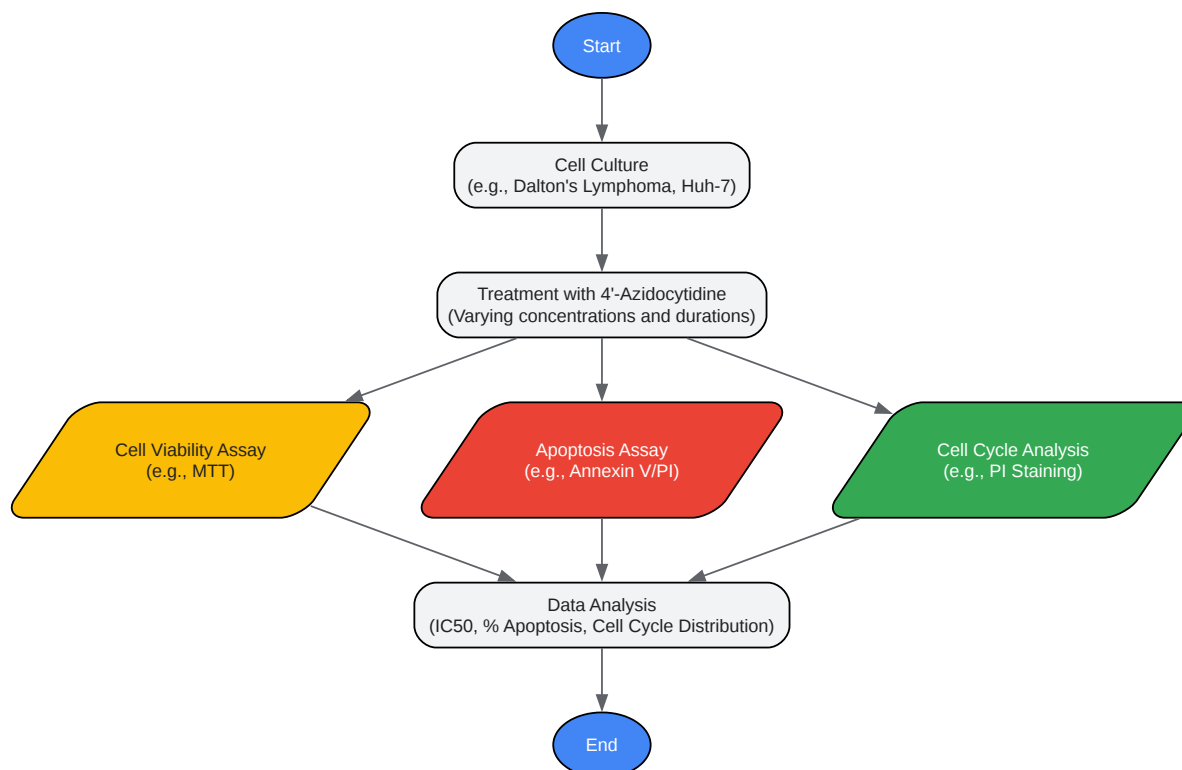 Start
Cell Culture
(e.g., Dalton's Lymphoma, Huh-7)
Treatment with 4'-Azidocytidine
(Varying concentrations and durations)
Cell Viability Assay
(e.g., MTT)
Apoptosis Assay
(e.g., Annexin V/PI)
Cell Cycle Analysis
(e.g., PI Staining)
Data Analysis
(IC50, % Apoptosis, Cell Cycle Distribution)
End